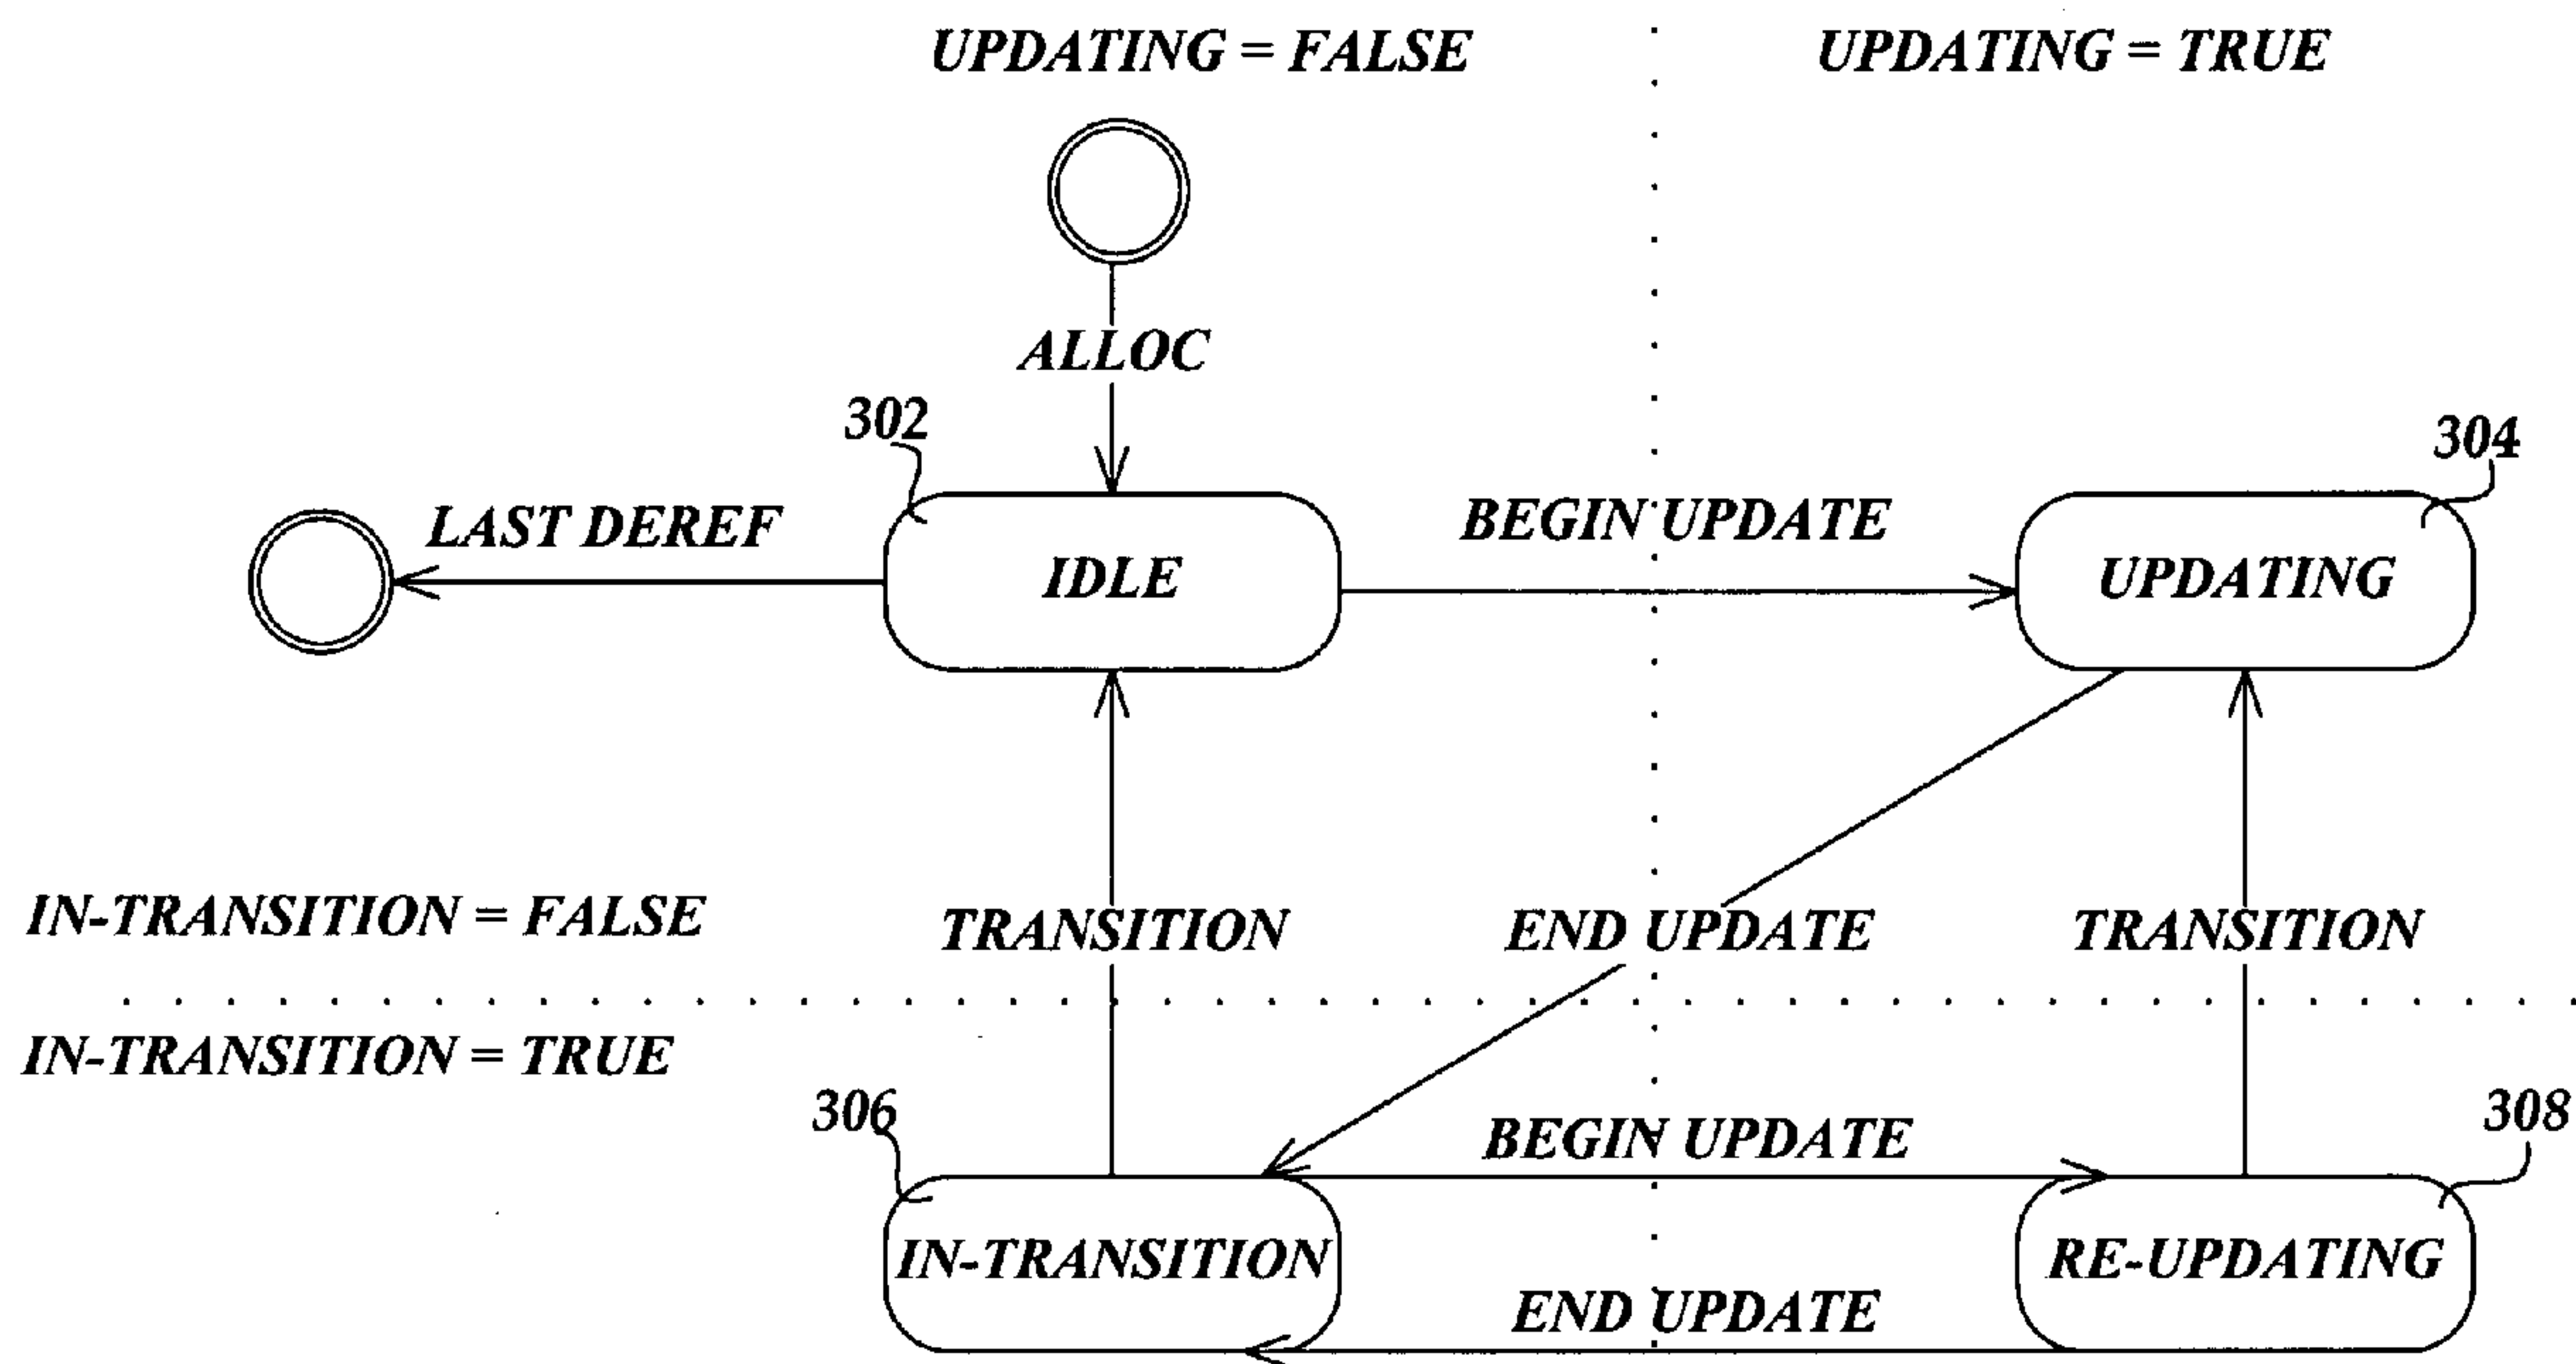 UPDATING = FALSE
UPDATING = TRUE
ALLOC
302
304
LAST DEREF
BEGIN UPDATE
IDLE
UPDATING
IN-TRANSITION = FALSE
TRANSITION
END UPDATE
TRANSITION
IN-TRANSITION = TRUE
306
BEGIN UPDATE
308
IN-TRANSITION
RE-UPDATING
END UPDATE